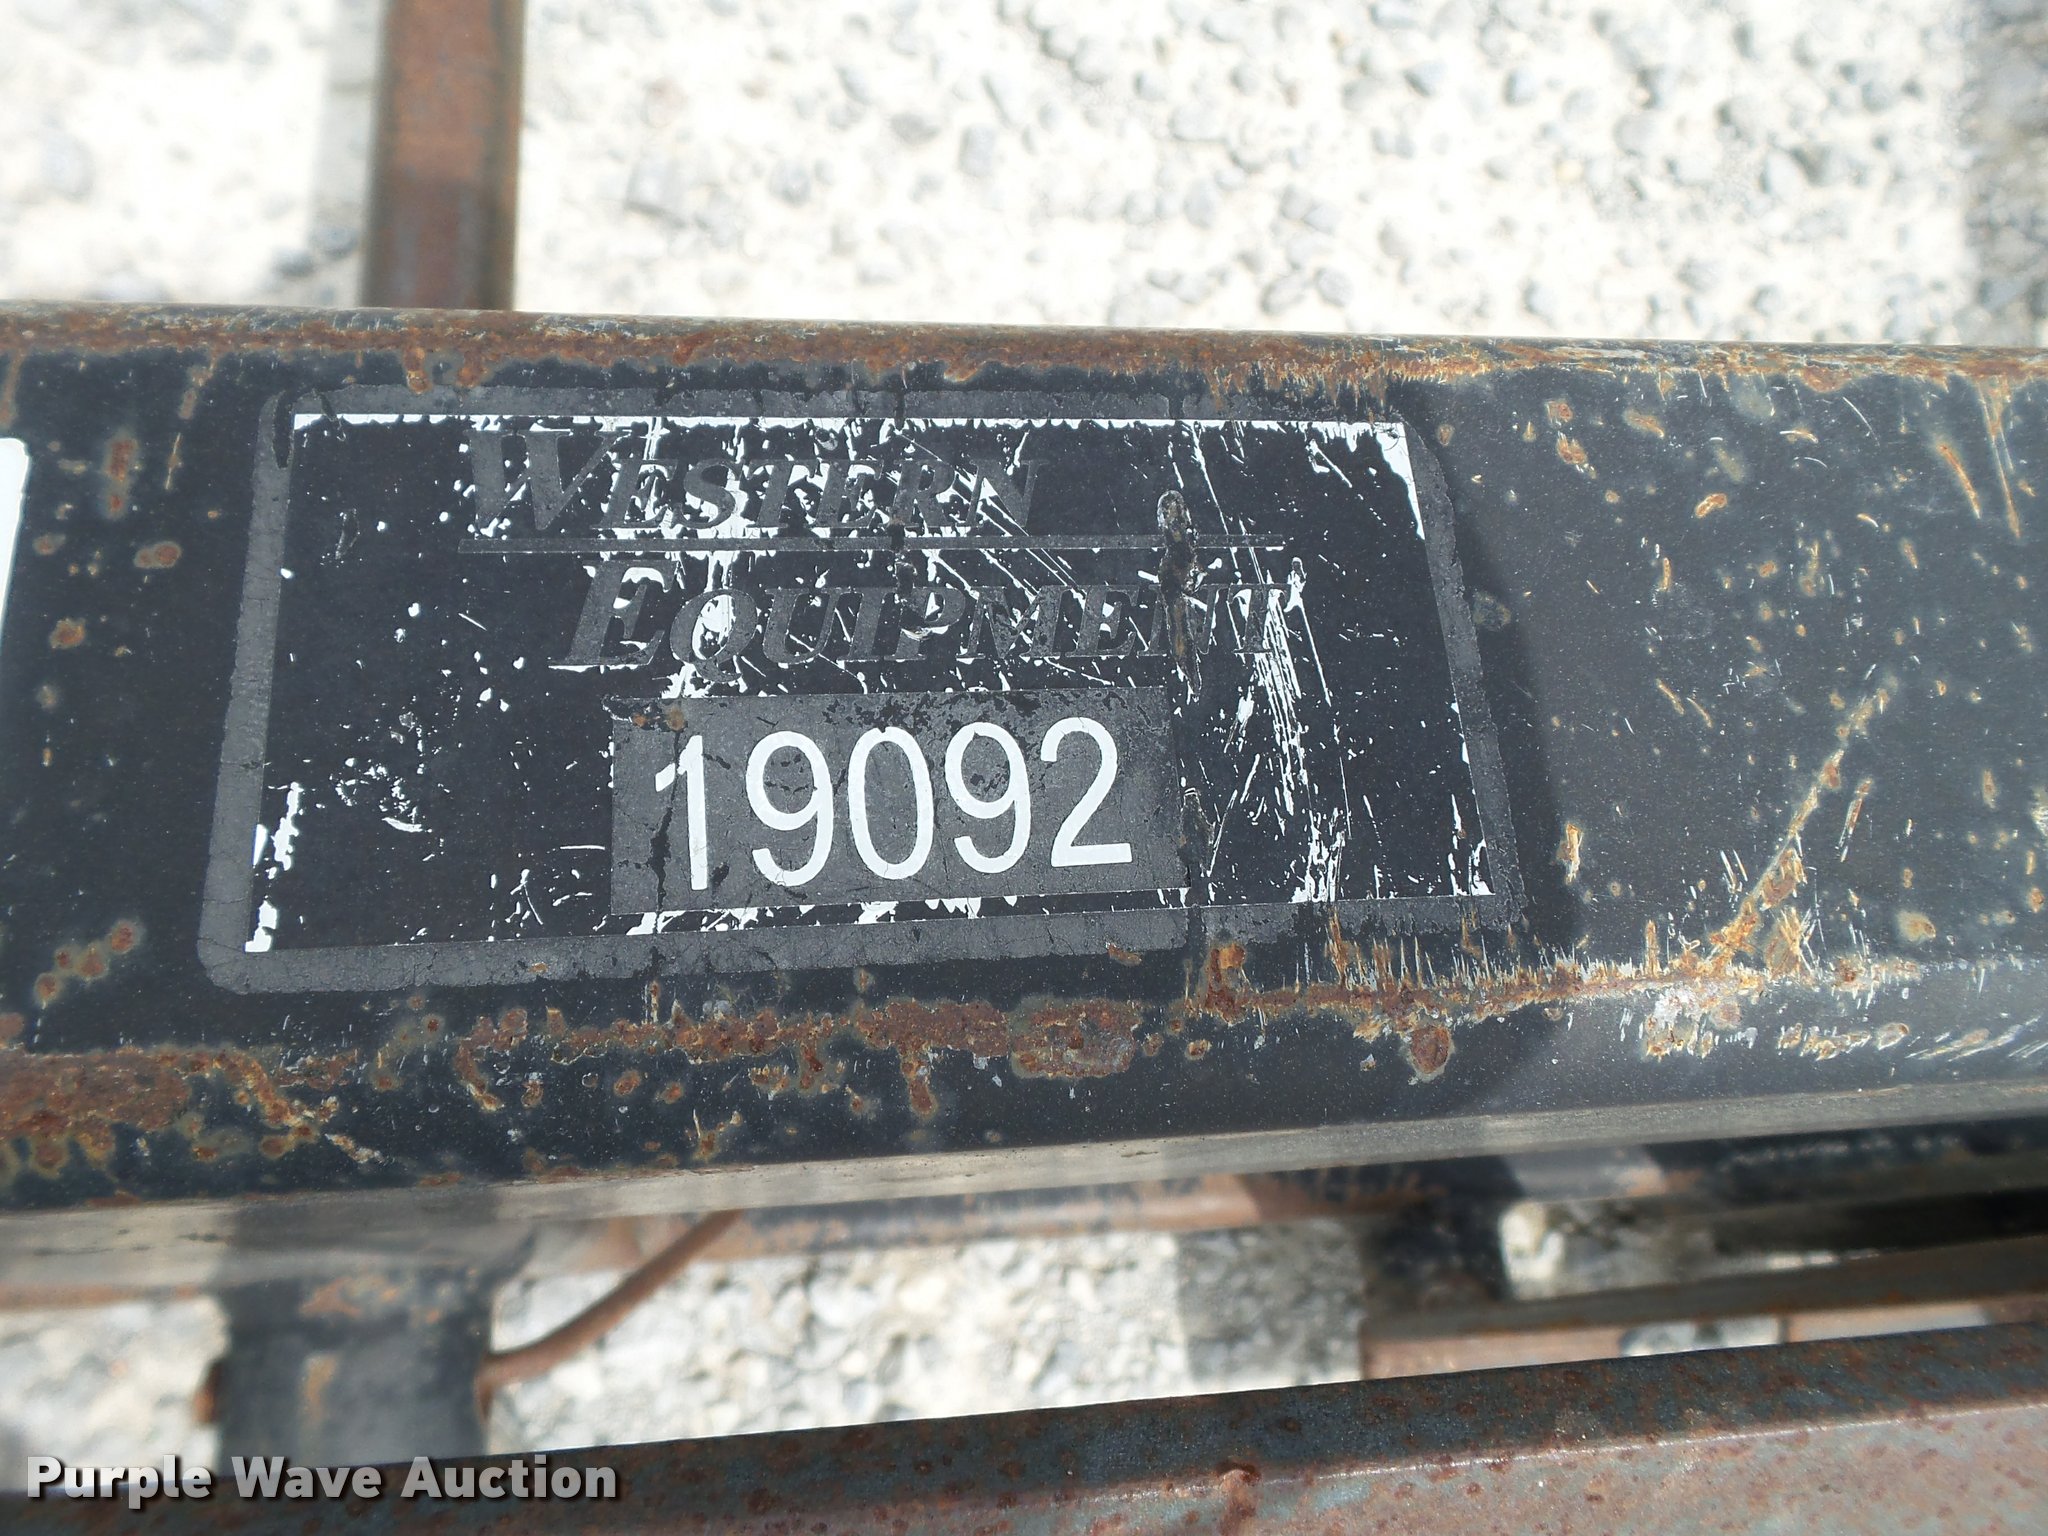 WESTERN
EQUIPMENT
19092
Purple Wave Auction